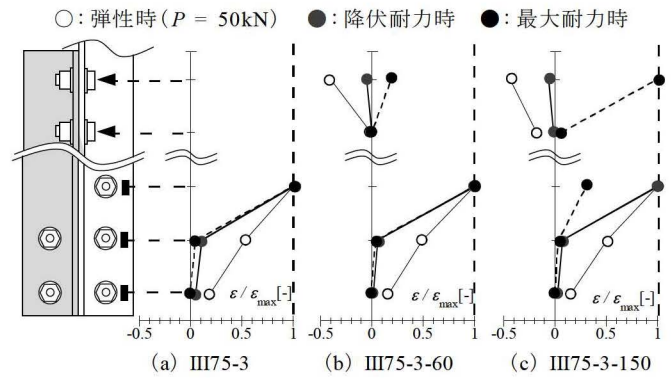 ○：弾性時（P = 50kN） ●：降伏耐力時 ●：最大耐力時
ε/εmax[-] ε/εmax[-] ε/εmax[-]
-0.5 0 0.5 1 -0.5 0 0.5 1 -0.5 0 0.5 1
(a) III75-3 (b) III75-3-60 (c) III75-3-150